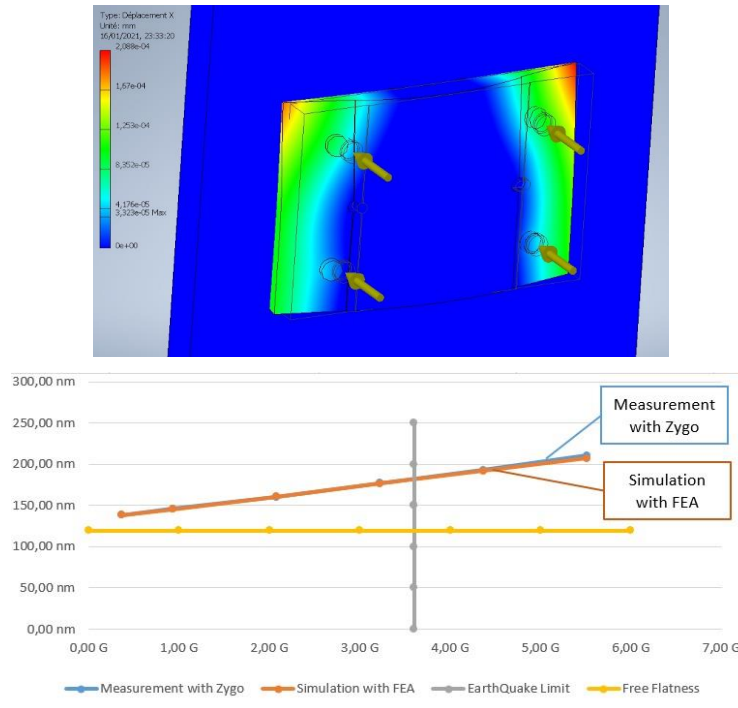 Type: Déplacement X
Unité: mm
16/01/2021, 23:33:20
2,088e-04
1,67e-04
1,253e-04
8,352e-05
4,176e-05
3,323e-05 Max
0e+00
300,00 nm
250,00 nm
200,00 nm
150,00 nm
100,00 nm
50,00 nm
0,00 nm
Measurement
with Zygo
Simulation
with FEA
0,00 G 1,00 G 2,00 G 3,00 G 4,00 G 5,00 G 6,00 G 7,00 G
Measurement with Zygo Simulation with FEA EarthQuake Limit Free Flatness